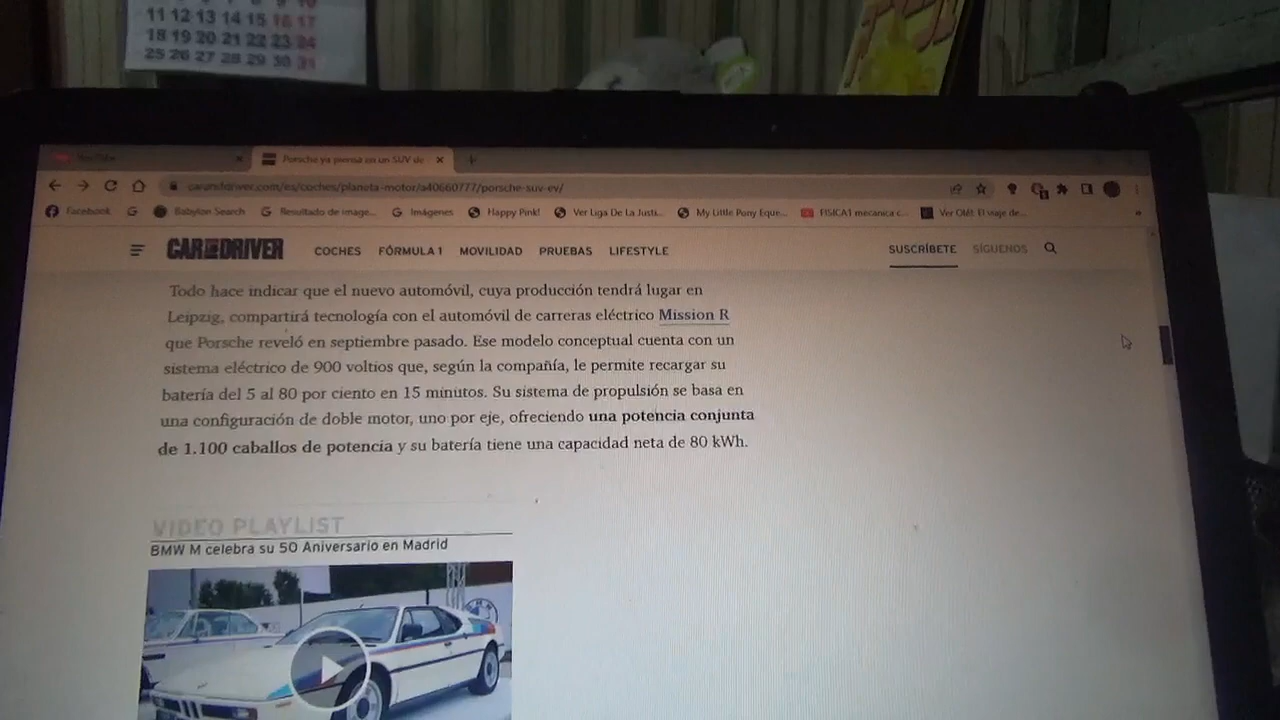 11 12 13 14 15 16 17
18 19 20 21 22 23 24
25 26 27 28 29 30 31
YouTube
Porsche ya piensa en un SUV de
caranddriver.com/es/coches/planeta-motor/a40660777/porsche-suv-ev/
Facebook
Babylon Search
Resultado de image...
Imágenes
Happy Pink!
Ver Liga De La Justi...
My Little Pony Eque...
FISICA1 mecanica c...
Ver OVA: El viaje de...
CAR AND DRIVER
COCHES
FÓRMULA 1
MOVILIDAD
PRUEBAS
LIFESTYLE
SUSCRÍBETE
SÍGUENOS
Todo hace indicar que el nuevo automóvil, cuya producción tendrá lugar en
Leipzig, compartirá tecnología con el automóvil de carreras eléctrico Mission R
que Porsche reveló en septiembre pasado. Ese modelo conceptual cuenta con un
sistema eléctrico de 900 voltios que, según la compañía, le permite recargar su
batería del 5 al 80 por ciento en 15 minutos. Su sistema de propulsión se basa en
una configuración de doble motor, uno por eje, ofreciendo una potencia conjunta
de 1.100 caballos de potencia y su batería tiene una capacidad neta de 80 kWh.
VIDEO PLAYLIST
BMW M celebra su 50 Aniversario en Madrid